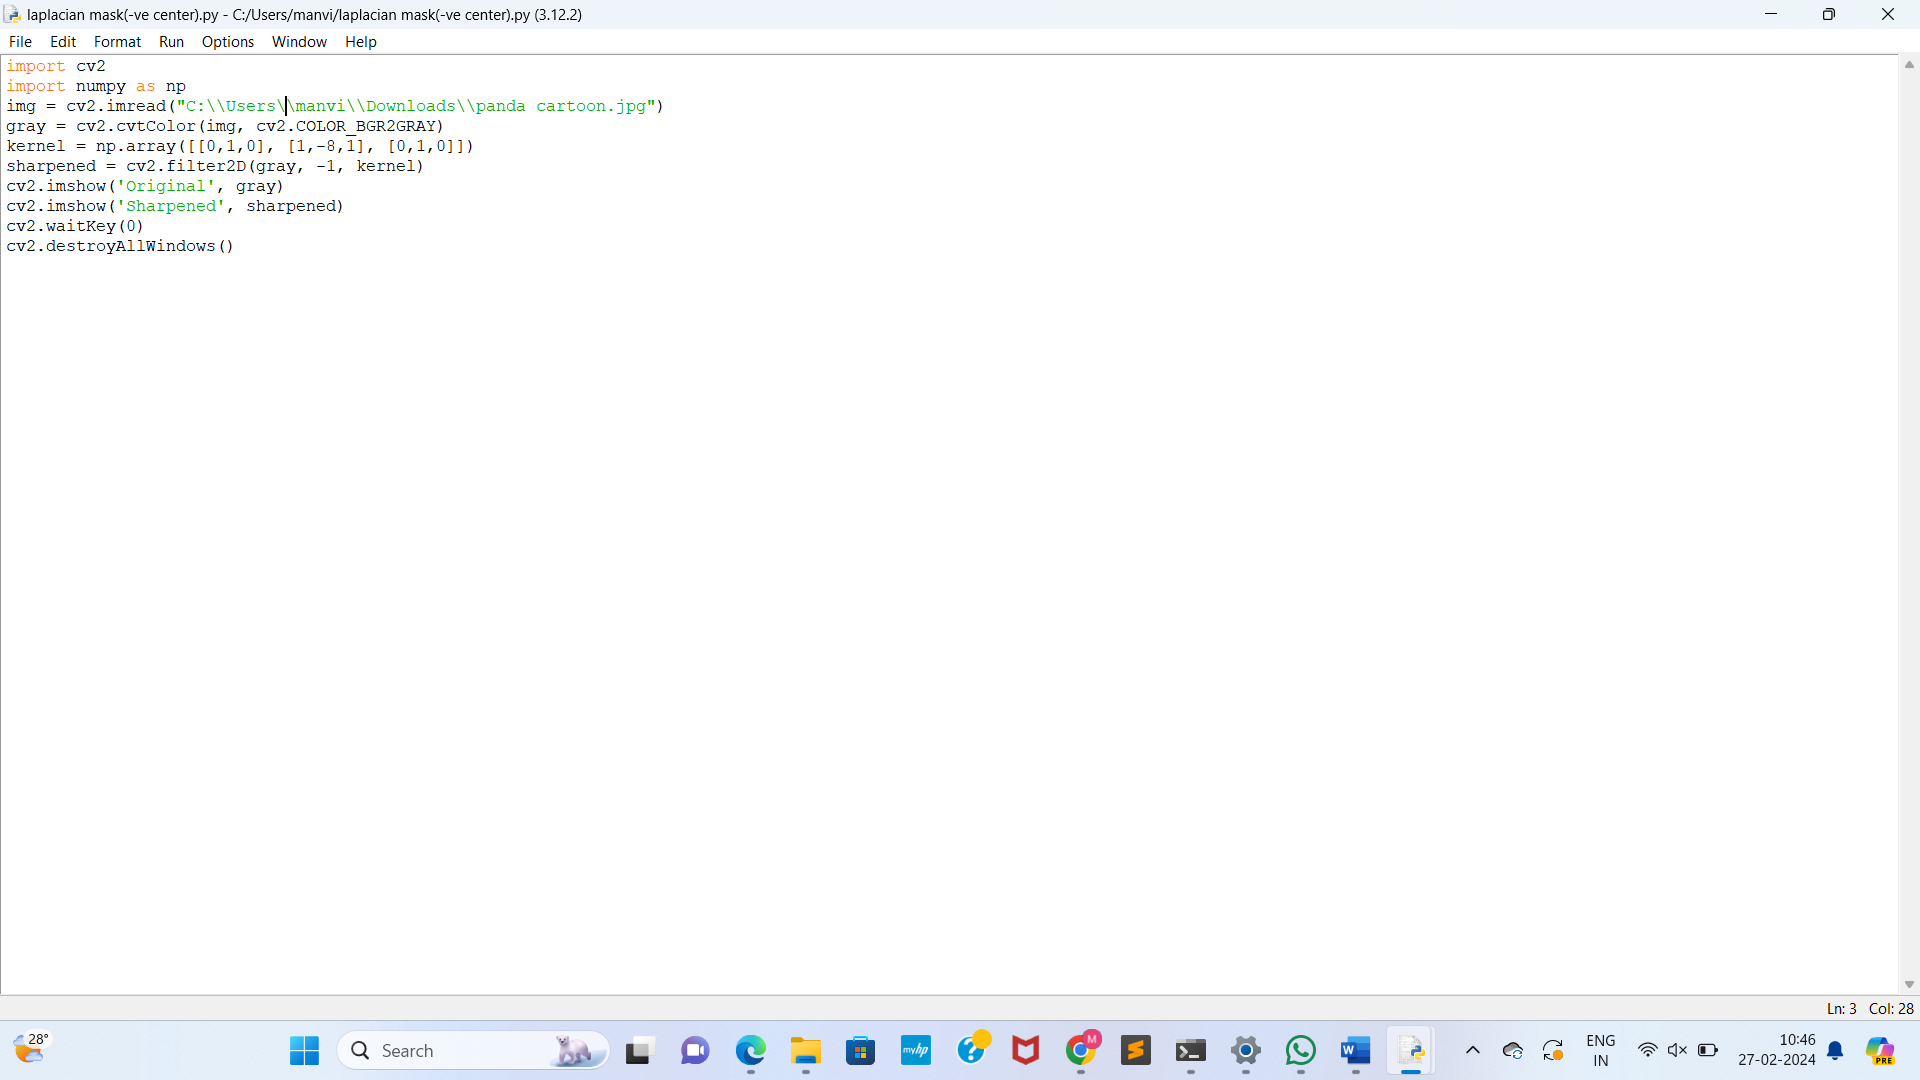 laplacian mask(-ve center).py - C:/Users/manvi/laplacian mask(-ve center).py (3.12.2)
File Edit Format Run Options Window Help
import cv2
import numpy as np
img = cv2.imread("C:\\Users\\manvi\\Downloads\\panda cartoon.jpg")
gray = cv2.cvtColor(img, cv2.COLOR_BGR2GRAY)
kernel = np.array([[0,1,0], [1,-8,1], [0,1,0]])
sharpened = cv2.filter2D(gray, -1, kernel)
cv2.imshow('Original', gray)
cv2.imshow('Sharpened', sharpened)
cv2.waitKey(0)
cv2.destroyAllWindows()
Ln: 3 Col: 28
28°
Search
myhp
M
W
ENG
IN
10:46
27-02-2024
PRE